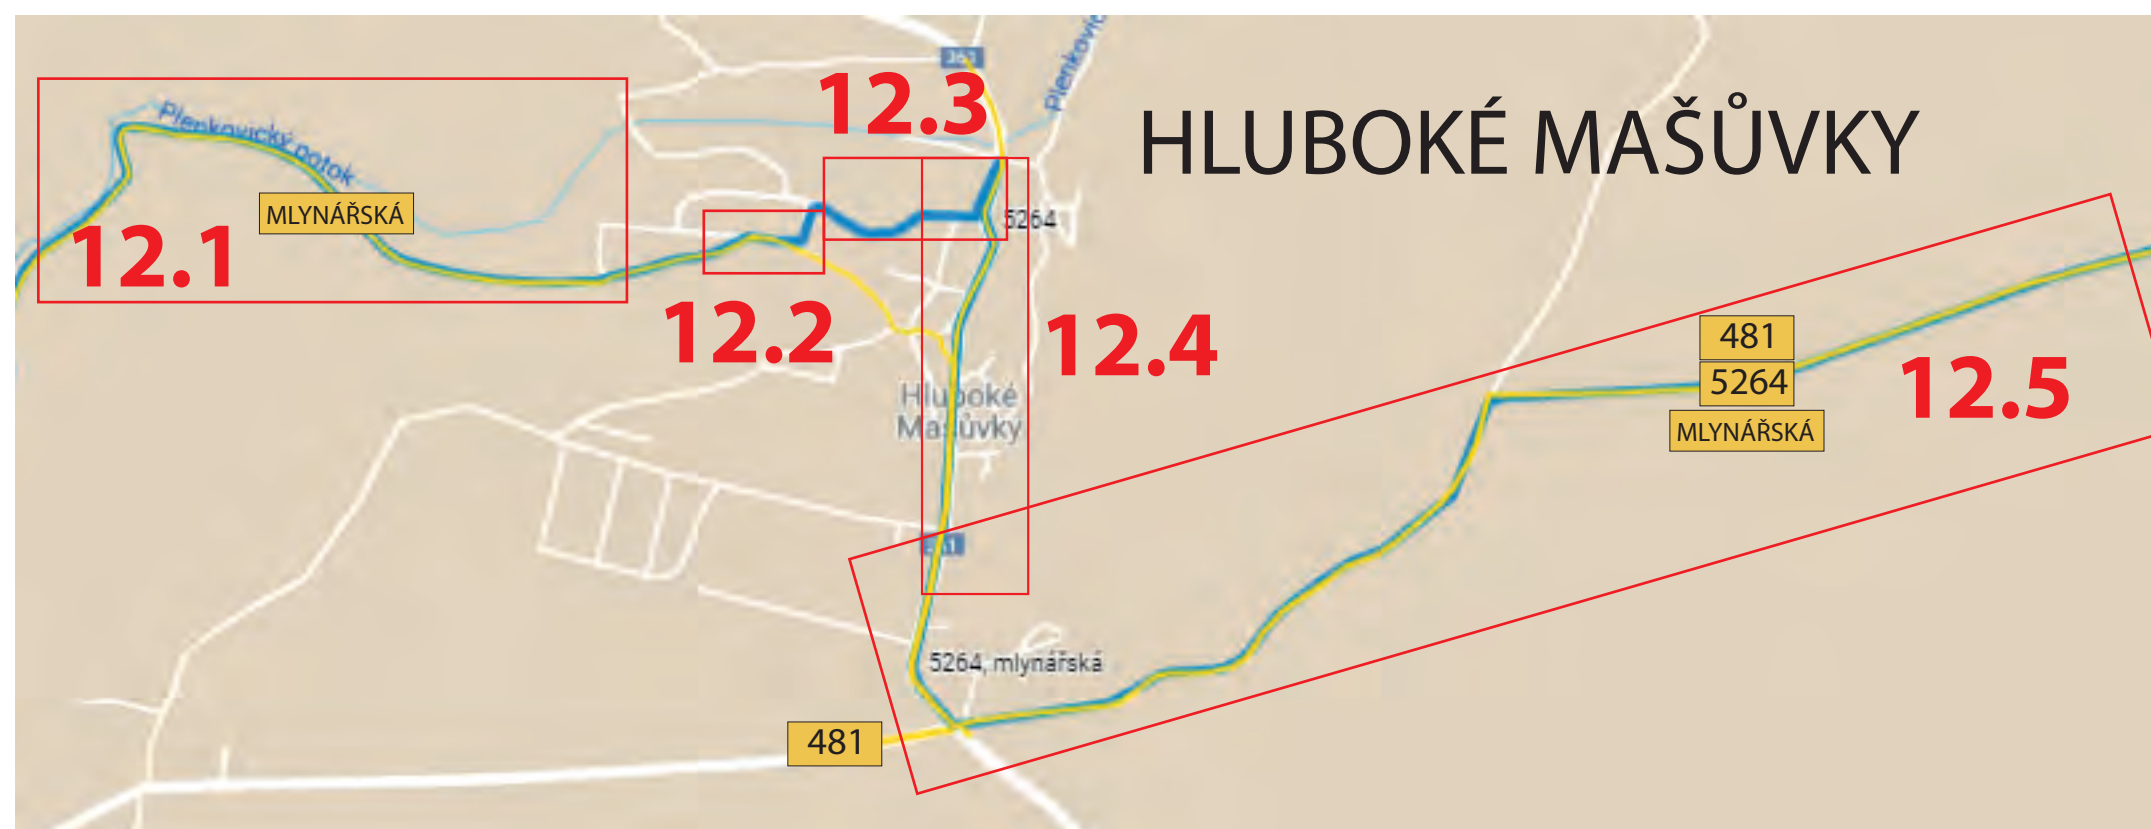 12.3
Plenkovic
HLUBOKÉ MAŠŮVKY
Plenkovický potok
MLYNÁŘSKÁ
12.1
5264
12.2
12.4
481
5264
MLYNÁŘSKÁ
12.5
Hluboké
Mašůvky
5264, mlynářská
481